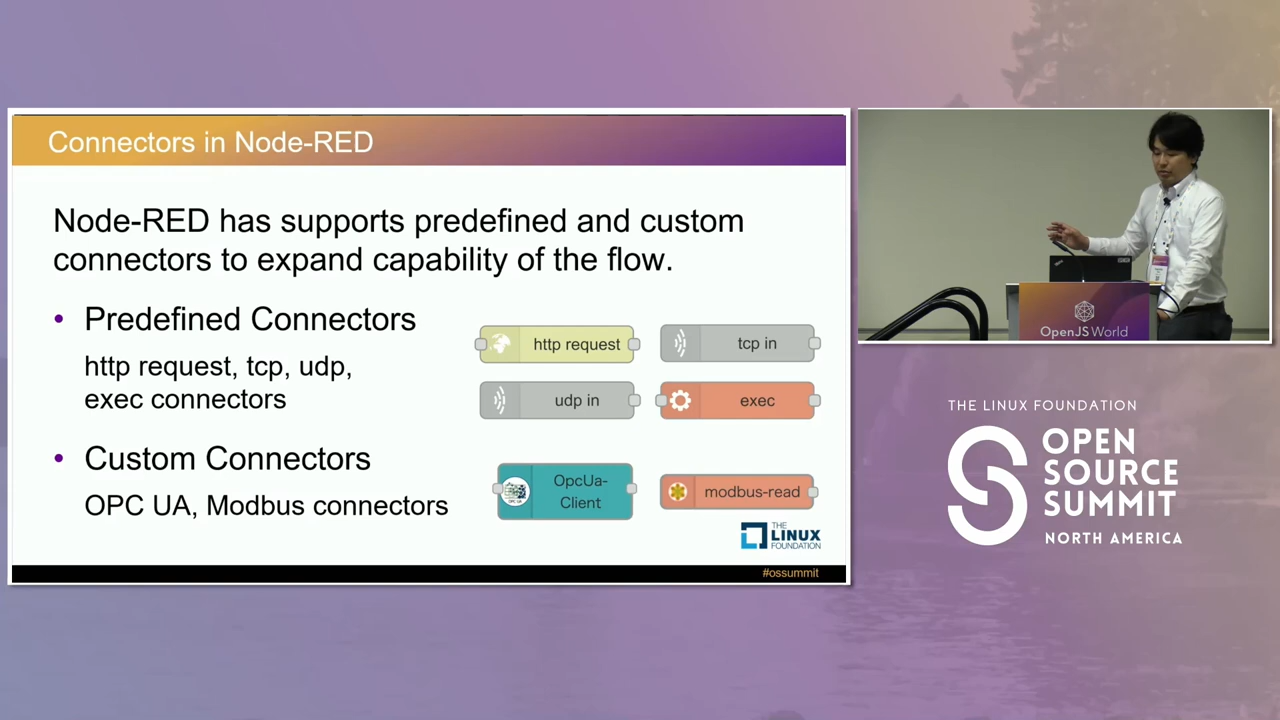 Connectors in Node-RED
Node-RED has supports predefined and custom
connectors to expand capability of the flow.
• Predefined Connectors
http request, tcp, udp,
exec connectors
http request
tcp in
udp in
exec
• Custom Connectors
OPC UA, Modbus connectors
OPC UA
OpcUa-
Client
modbus-read
THE
LINUX
FOUNDATION
#ossummit
OpenJS World
THE LINUX FOUNDATION
OPEN
SOURCE
SUMMIT
NORTH AMERICA